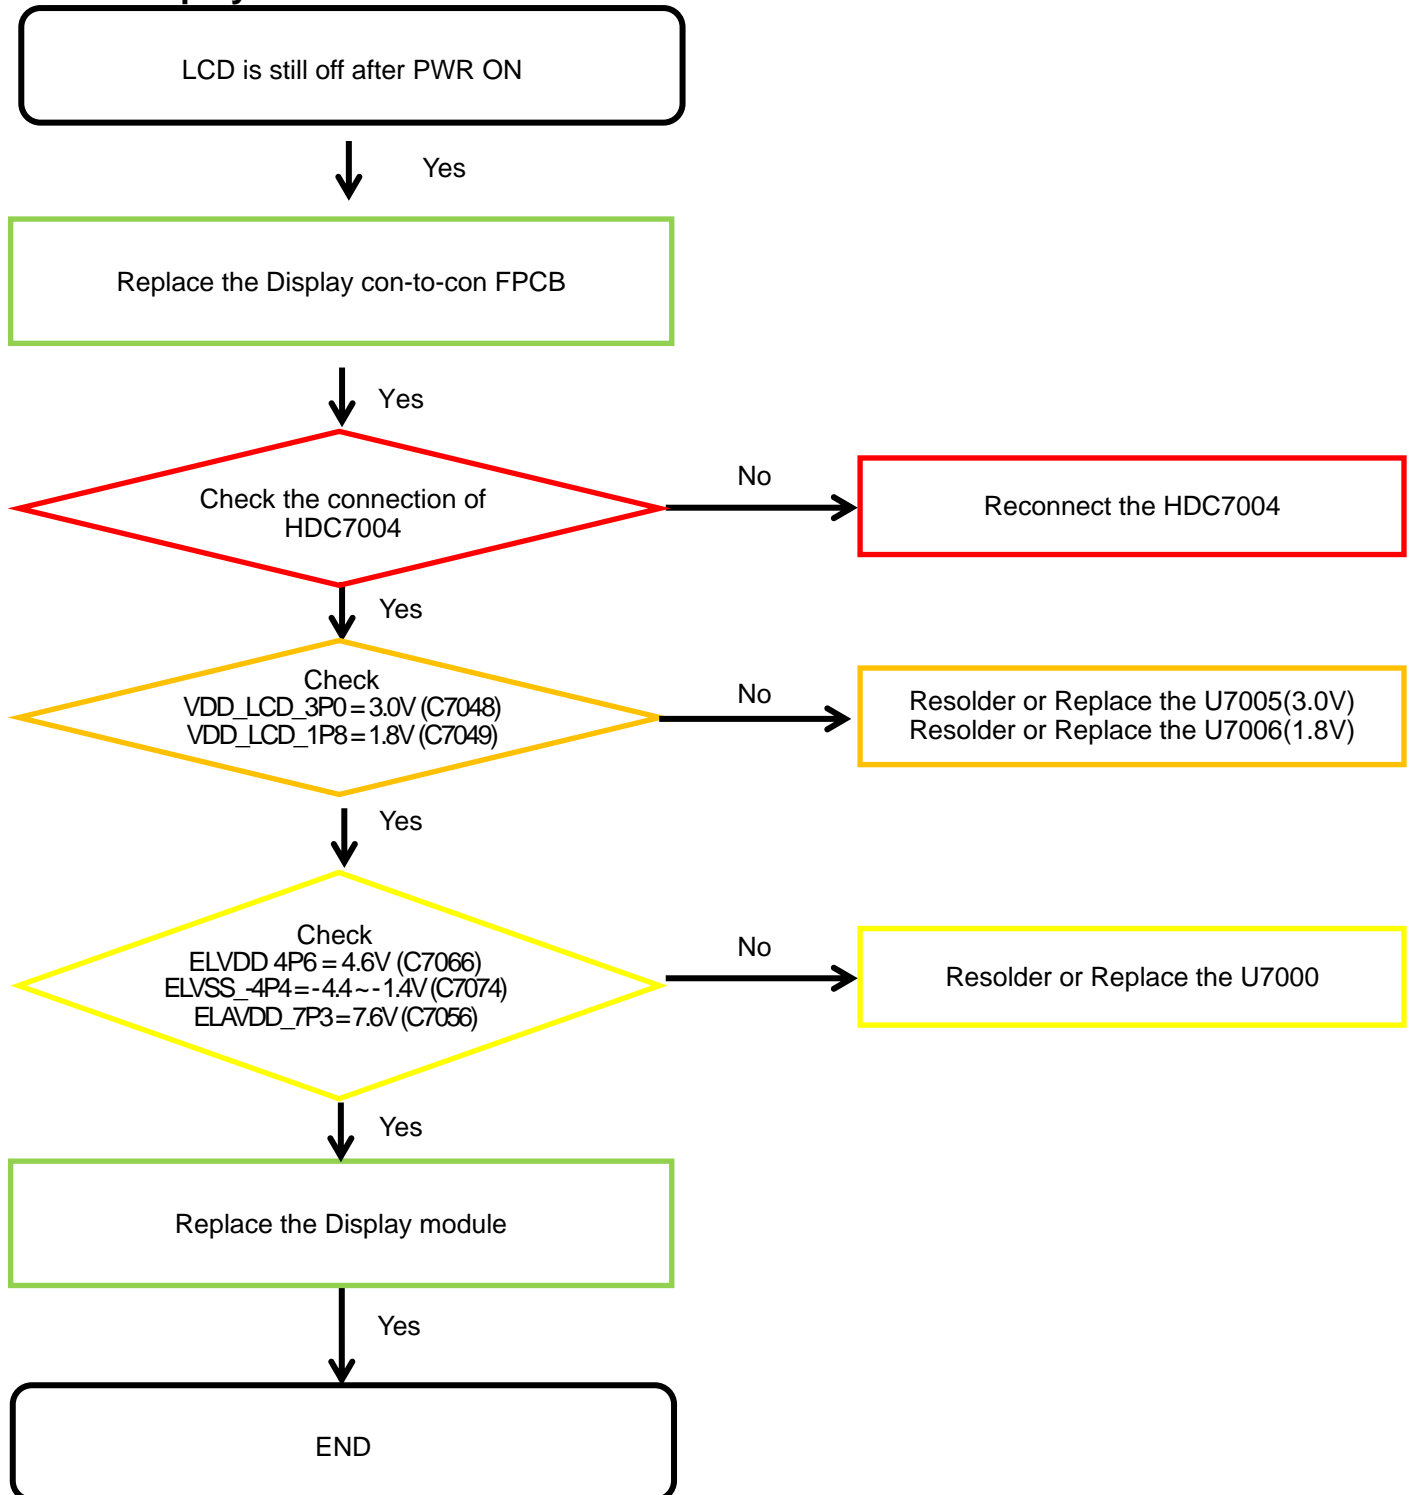 LCD is still off after PWR ON
Yes
Replace the Display con-to-con FPCB
Yes
Check the connection of
HDC7004
No
Reconnect the HDC7004
Yes
Check
VDD_LCD_3P0 = 3.0V (C7048)
VDD_LCD_1P8 = 1.8V (C7049)
No
Resolder or Replace the U7005(3.0V)
Resolder or Replace the U7006(1.8V)
Yes
Check
ELVDD 4P6 = 4.6V (C7066)
ELVSS_-4P4 = - 4.4 ~ - 1.4V (C7074)
ELAVDD_7P3 = 7.6V (C7056)
No
Resolder or Replace the U7000
Yes
Replace the Display module
Yes
END